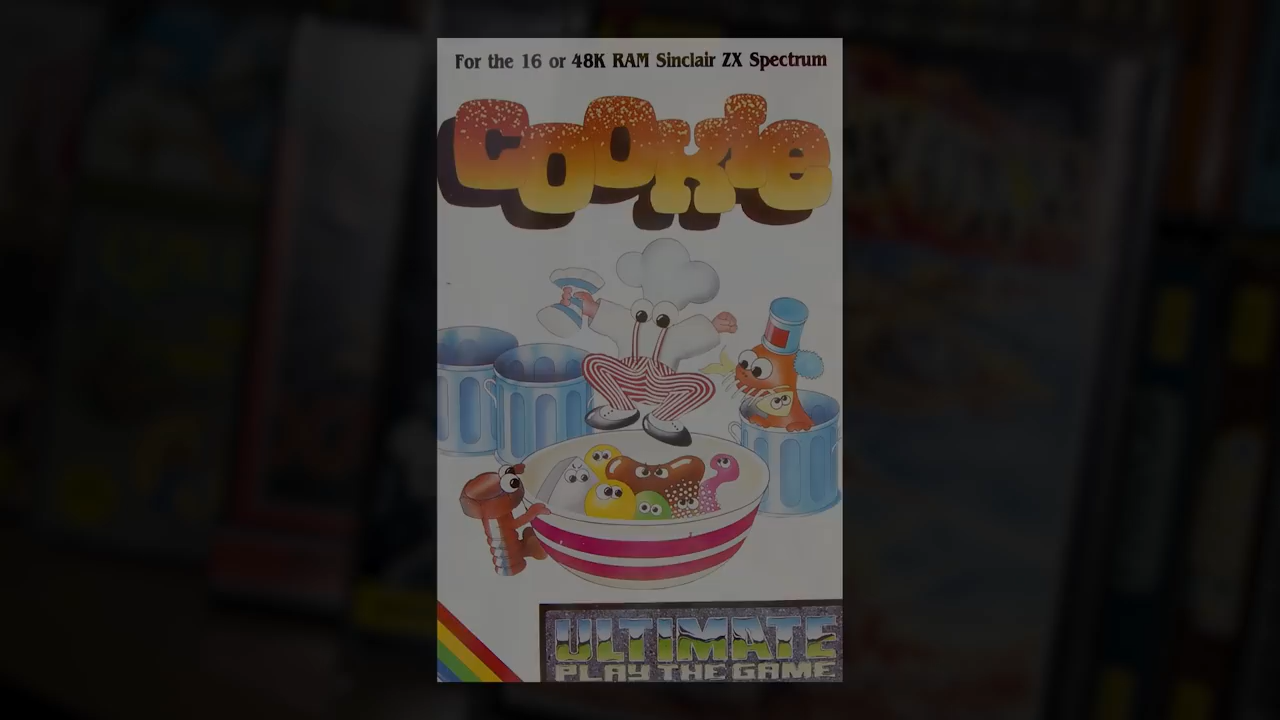 For the 16 or 48K RAM Sinclair ZX Spectrum
Cookie
ULTIMATE
PLAY THE GAME